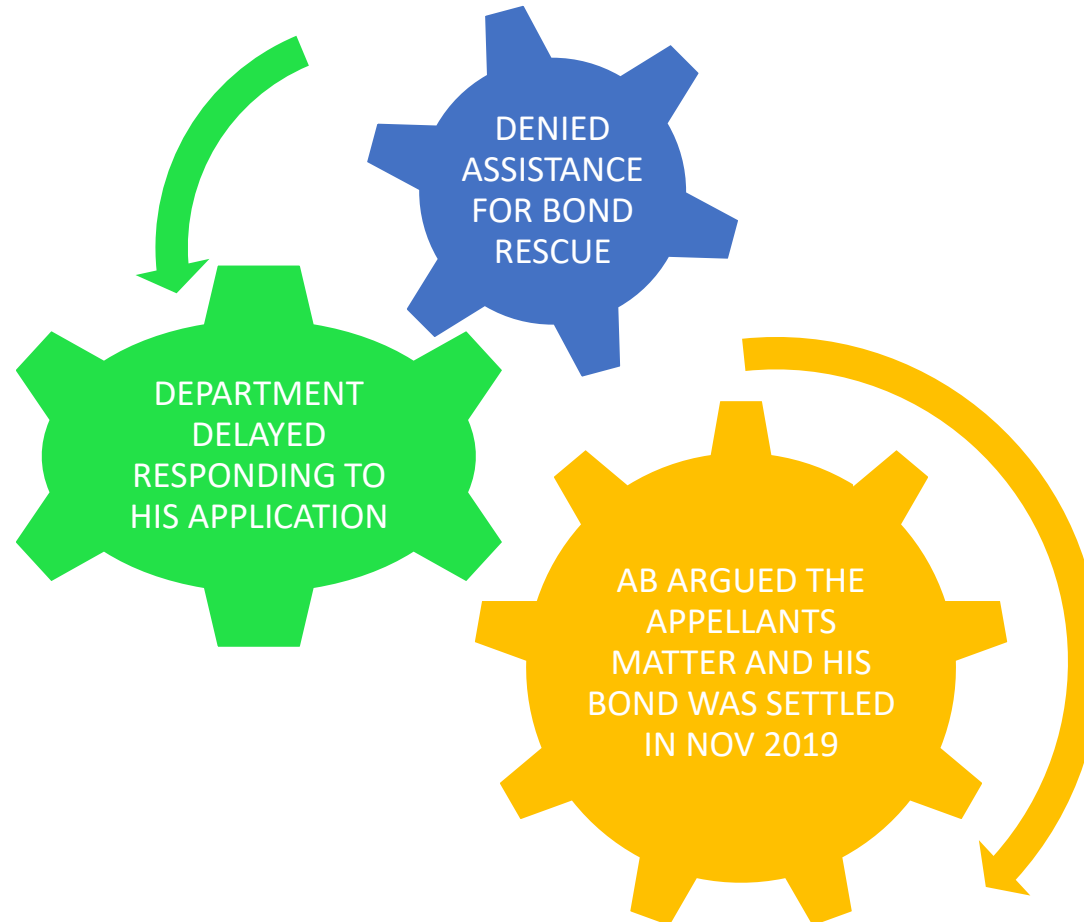 DENIED
ASSISTANCE
FOR BOND
RESCUE
DEPARTMENT
DELAYED
RESPONDING TO
HIS APPLICATION
AB ARGUED THE
APPELLANTS
MATTER AND HIS
BOND WAS SETTLED
IN NOV 2019